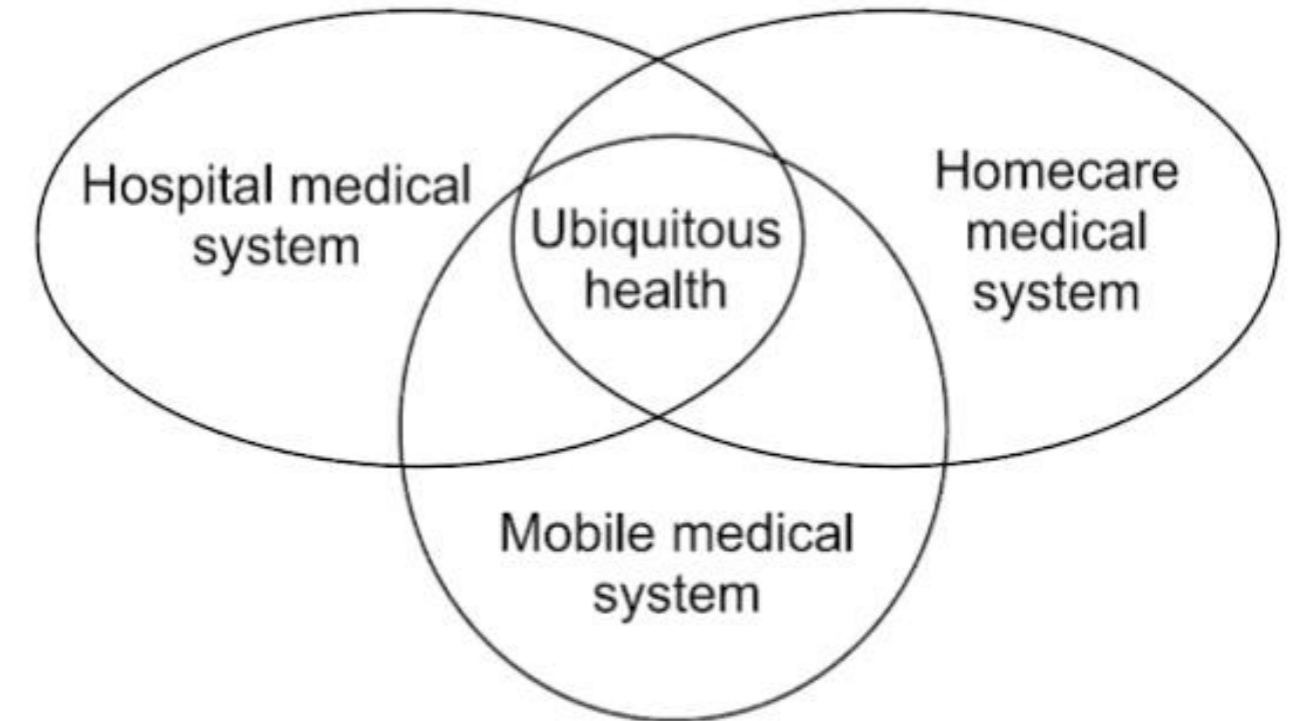 Hospital medical
system
Ubiquitous
health
Homecare
medical
system
Mobile medical
system